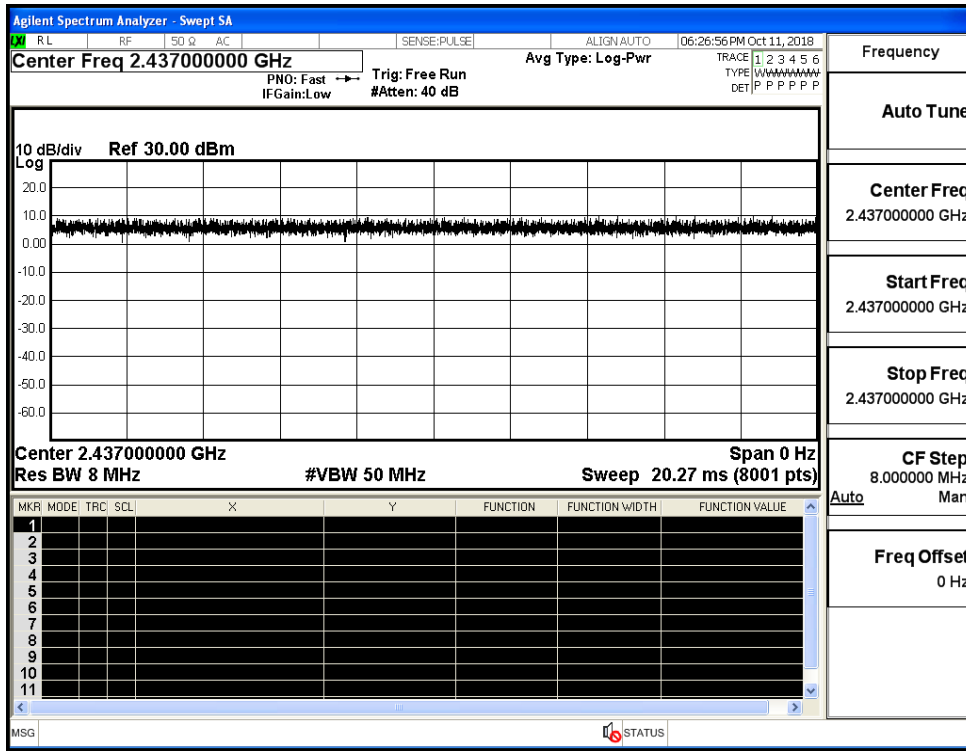 Agilent Spectrum Analyzer - Swept SA
LXI RL RF 50 Ω AC SENSE:PULSE ALIGN AUTO 06:26:56 PM Oct 11, 2018
Center Freq 2.437000000 GHz
PNO: Fast
IFGain:Low
Trig: Free Run
#Atten: 40 dB
Avg Type: Log-Pwr
TRACE 1 2 3 4 5 6
TYPE
DET P P P P P P
10 dB/div Ref 30.00 dBm
Log
20.0
10.0
0.00
-10.0
-20.0
-30.0
-40.0
-50.0
-60.0
Center 2.437000000 GHz Span 0 Hz
Res BW 8 MHz #VBW 50 MHz Sweep 20.27 ms (8001 pts)
MKR MODE TRC SCL X Y FUNCTION FUNCTION WIDTH FUNCTION VALUE
1
2
3
4
5
6
7
8
9
10
11
MSG STATUS
Frequency
Auto Tune
Center Freq
2.437000000 GHz
Start Freq
2.437000000 GHz
Stop Freq
2.437000000 GHz
CF Step
8.000000 MHz
Auto Man
Freq Offset
0 Hz